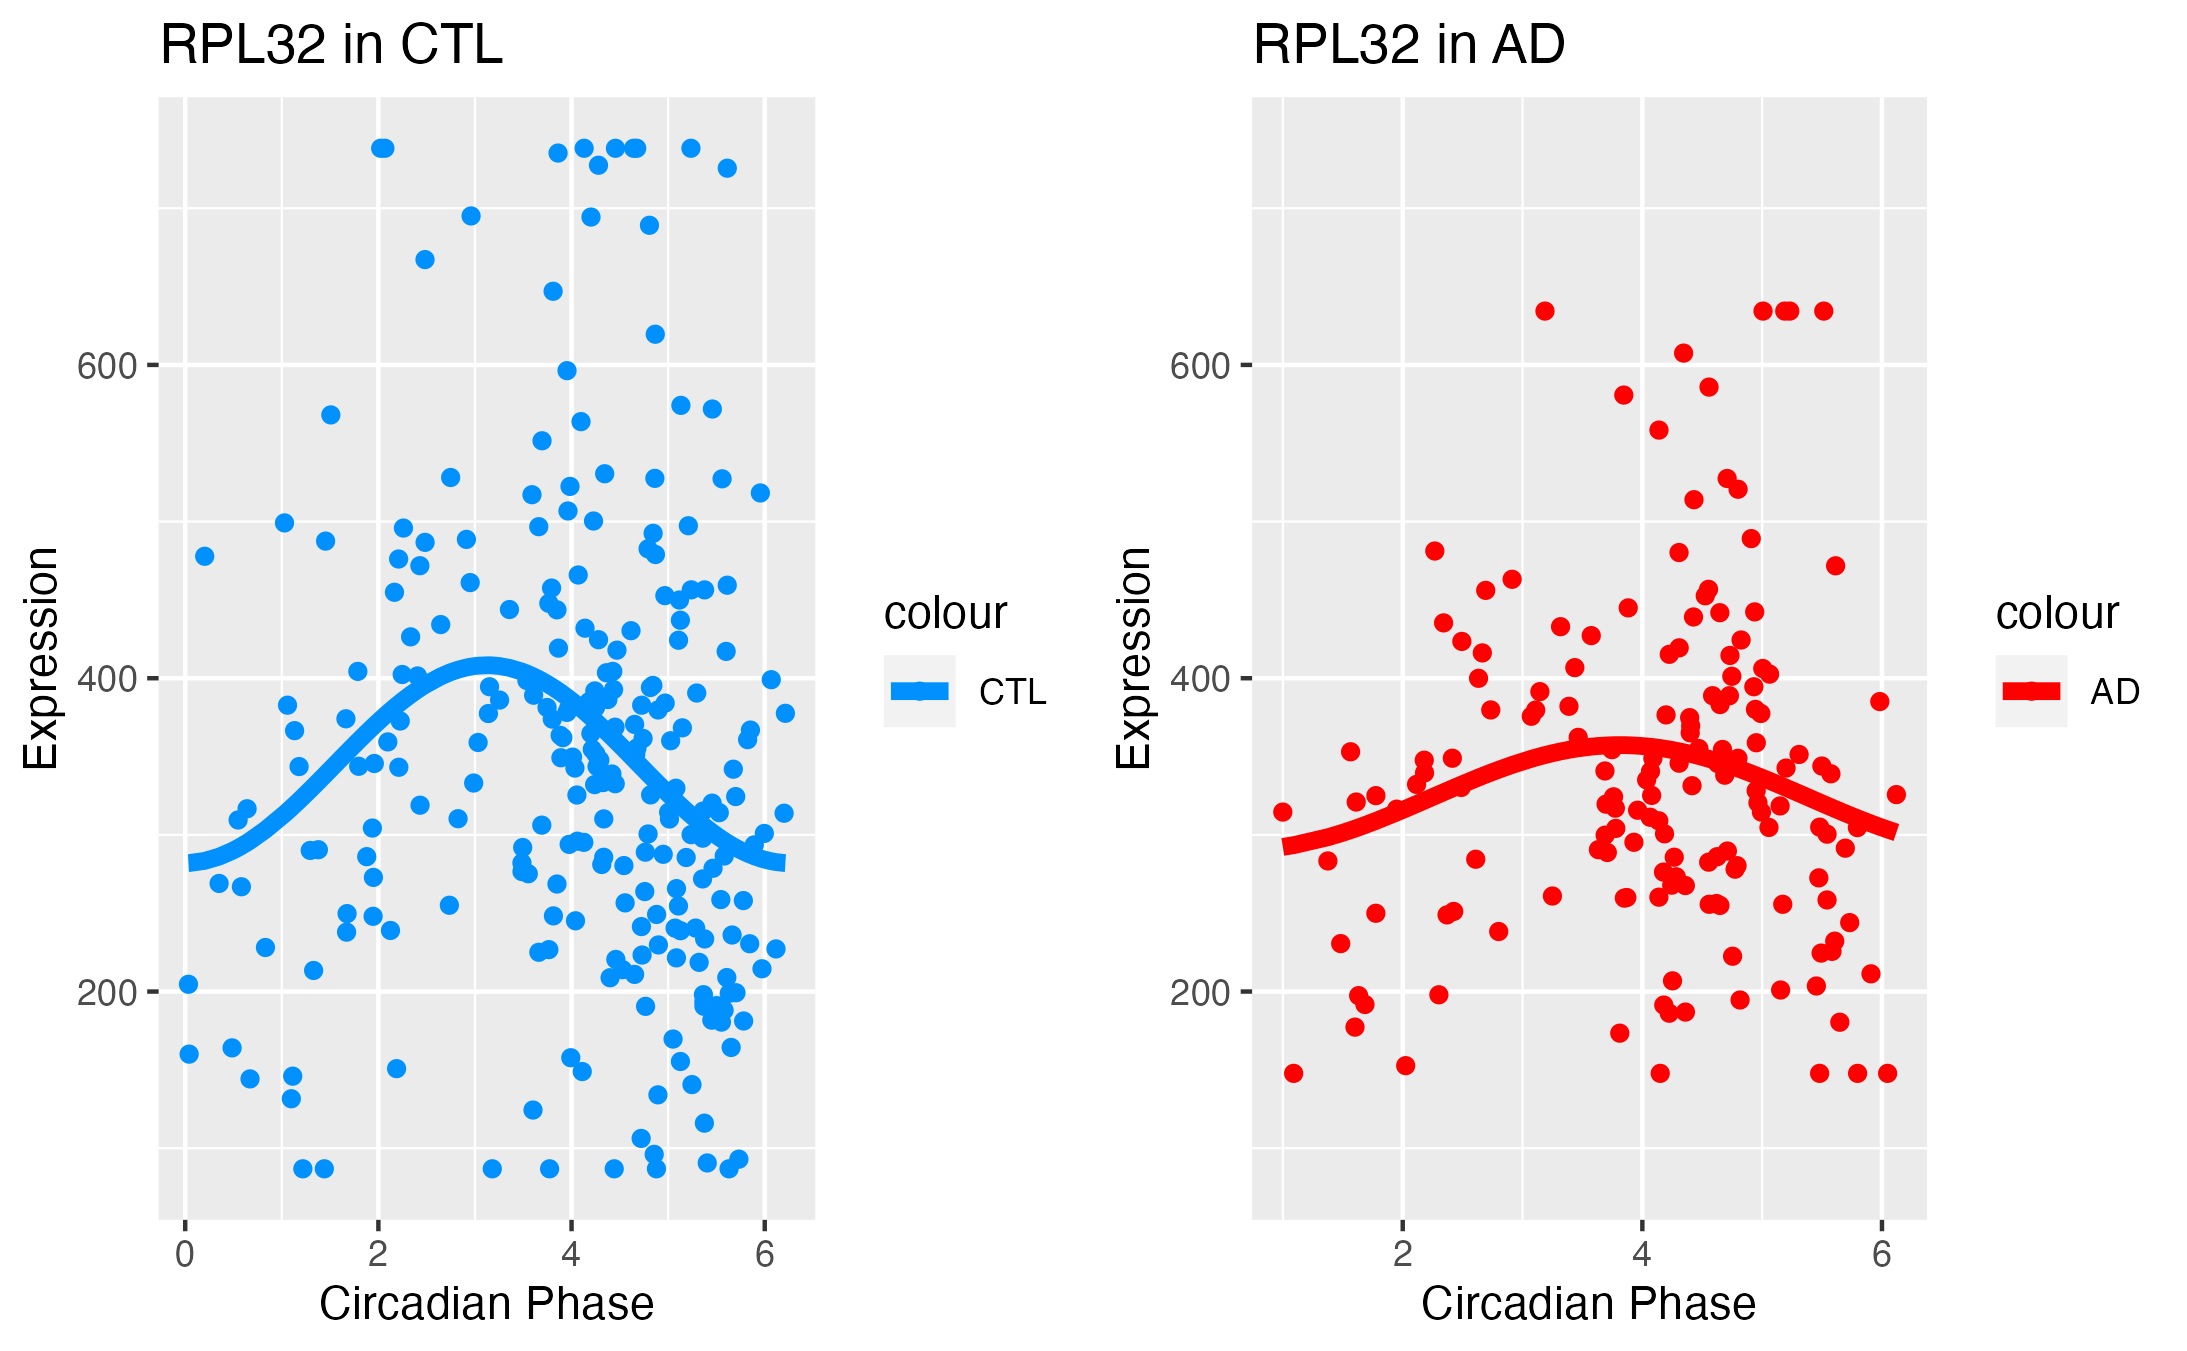 RPL32 in CTL
Expression
600
400
200
0 2 4 6
Circadian Phase
colour
CTL
RPL32 in AD
Expression
600
400
200
2 4 6
Circadian Phase
colour
AD